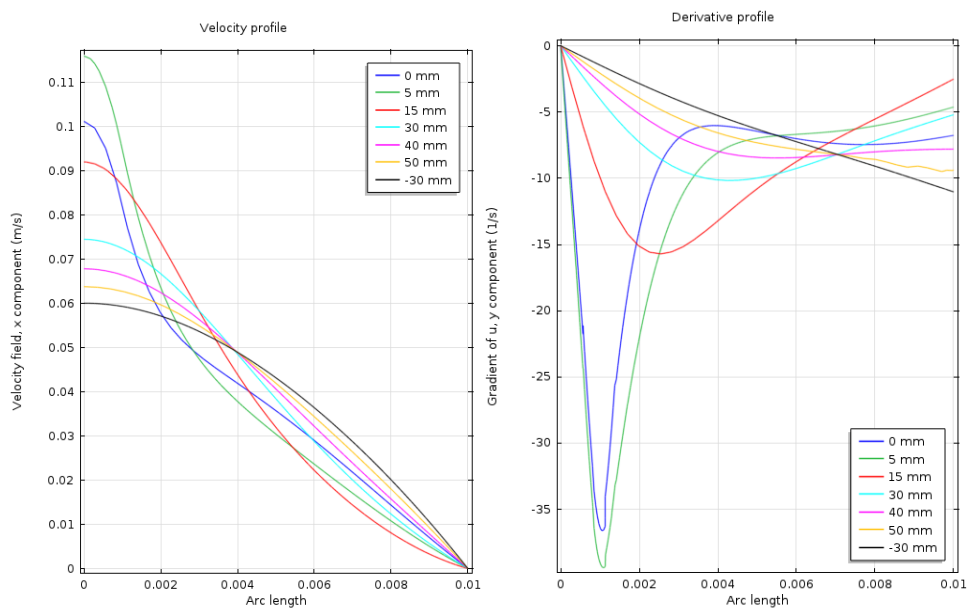 Velocity profile
Velocity field, x component (m/s)
0.11
0.1
0.09
0.08
0.07
0.06
0.05
0.04
0.03
0.02
0.01
0
0 mm
5 mm
15 mm
30 mm
40 mm
50 mm
-30 mm
0
0.002
0.004
0.006
0.008
0.01
Arc length
Derivative profile
Gradient of u, y component (1/s)
0
-5
-10
-15
-20
-25
-30
-35
0 mm
5 mm
15 mm
30 mm
40 mm
50 mm
-30 mm
0
0.002
0.004
0.006
0.008
0.01
Arc length